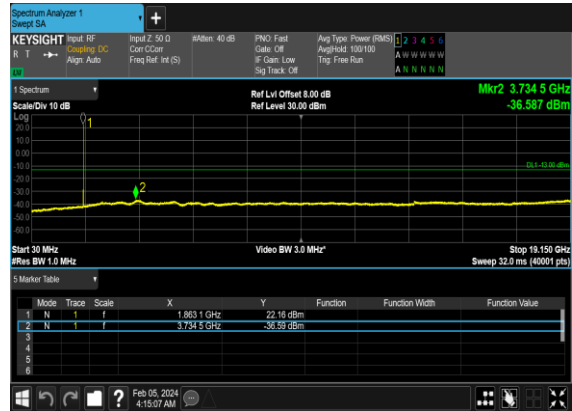 Spectrum Analyzer 1
Swept SA
+
KEYSIGHT Input: RF Input Z: 50 Ω #Atten: 40 dB PNO: Fast Avg Type: Power (RMS) 1 2 3 4 5 6
R T Coupling: DC Corr CCorr Gate: Off Avg|Hold: 100/100 A W W W W W
Align: Auto Freq Ref: Int (S) IF Gain: Low Trig: Free Run
Sig Track: Off A N N N N N
1 Spectrum
Ref Lvl Offset 8.00 dB Mkr2 3.734 5 GHz
Scale/Div 10 dB Ref Level 30.00 dBm -36.587 dBm
Log
1
20.0
10.0
0.00
-10.0
DL1 -13.00 dBm
-20.0
-30.0
2
-40.0
-50.0
-60.0
Start 30 MHz Video BW 3.0 MHz* Stop 19.150 GHz
#Res BW 1.0 MHz Sweep 32.0 ms (40001 pts)
5 Marker Table
Mode Trace Scale X Y Function Function Width Function Value
1 N 1 f 1.863 1 GHz 22.16 dBm
2 N 1 f 3.734 5 GHz -36.59 dBm
3
4
5
6
? Feb 05, 2024
4:15:07 AM